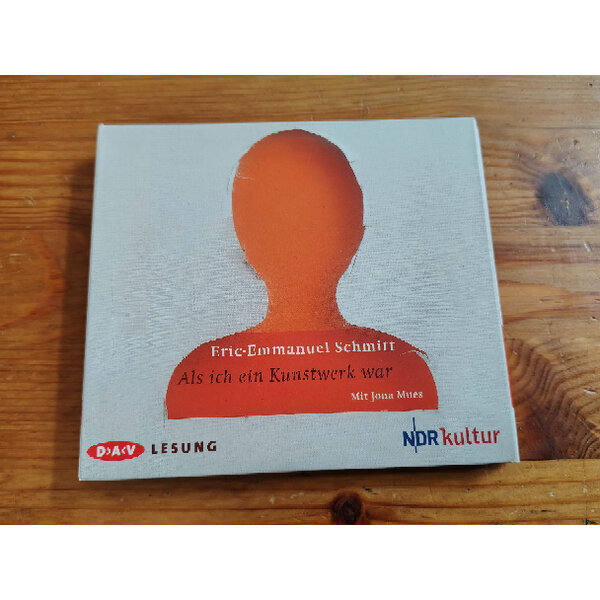 Eric-Emmanuel Schmitt
Als ich ein Kunstwerk war
Mit Jona Mues
D›A‹V LESUNG
NDR kultur